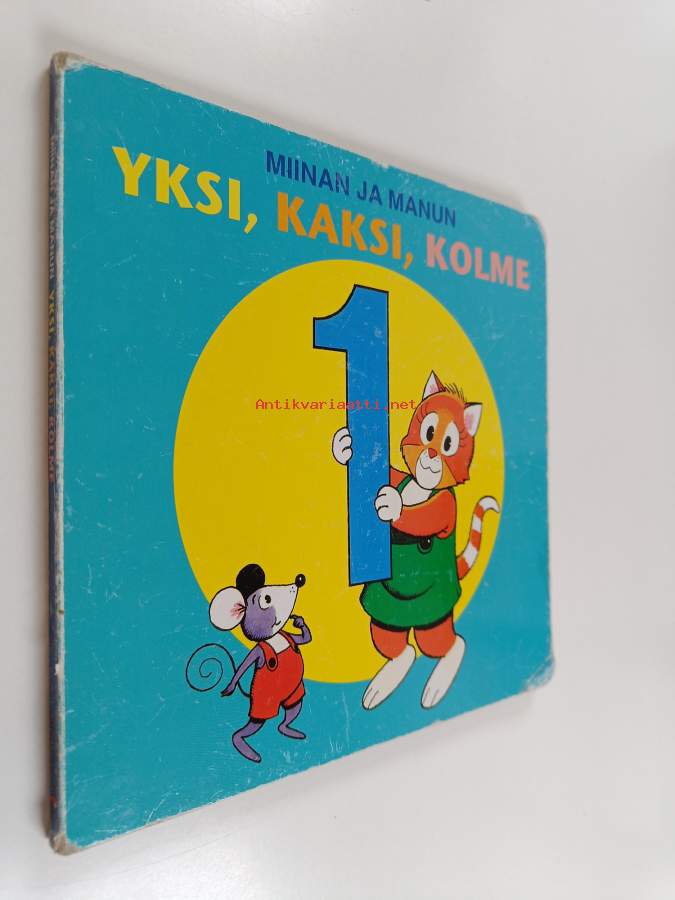 MIINAN JA MANUN
YKSI, KAKSI, KOLME
1
Antikvariaatti.net
MIINAN JA MANUN YKSI KAKSI KOLME